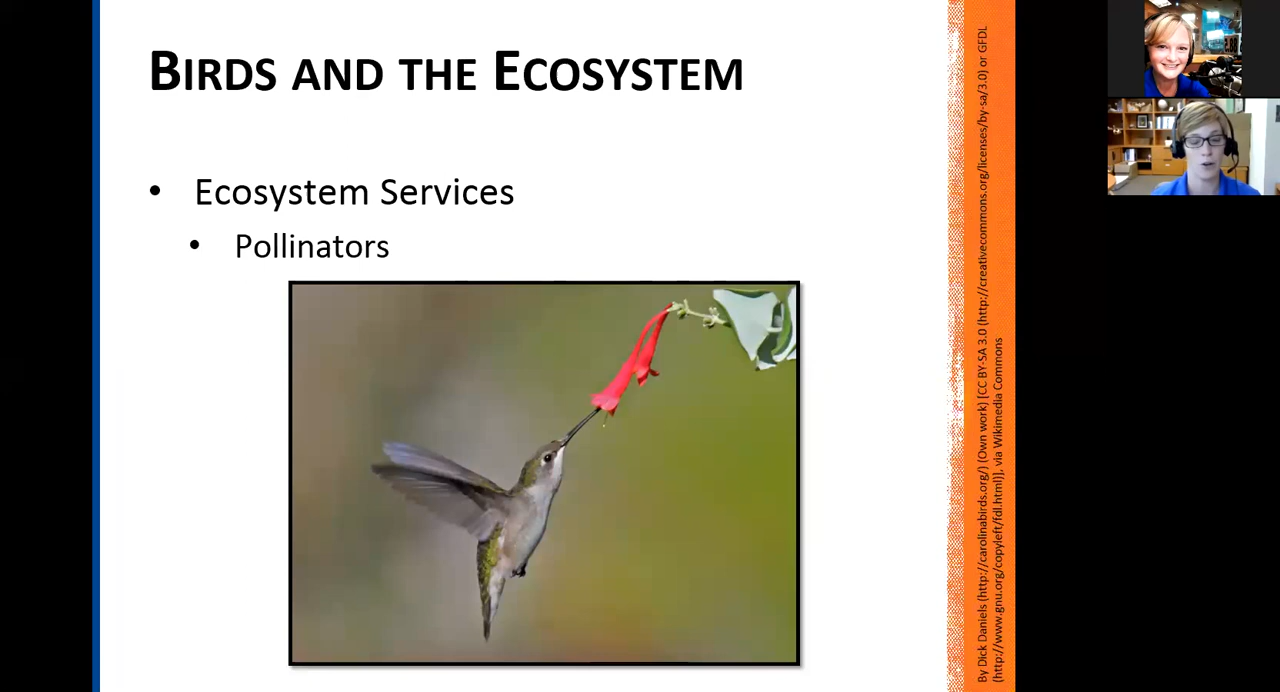 BIRDS AND THE ECOSYSTEM
• Ecosystem Services
• Pollinators
By Dick Daniels (http://carolinabirds.org/) (Own work) [CC BY-SA 3.0 (http://creativecommons.org/licenses/by-sa/3.0) or GFDL
(http://www.gnu.org/copyleft/fdl.html)], via Wikimedia Commons